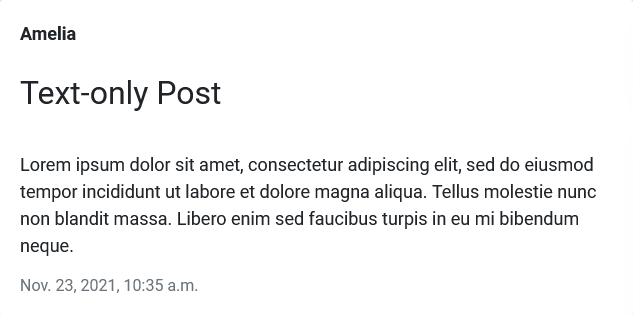 Amelia
Text-only Post
Lorem ipsum dolor sit amet, consectetur adipiscing elit, sed do eiusmod
tempor incididunt ut labore et dolore magna aliqua. Tellus molestie nunc
non blandit massa. Libero enim sed faucibus turpis in eu mi bibendum
neque.
Nov. 23, 2021, 10:35 a.m.